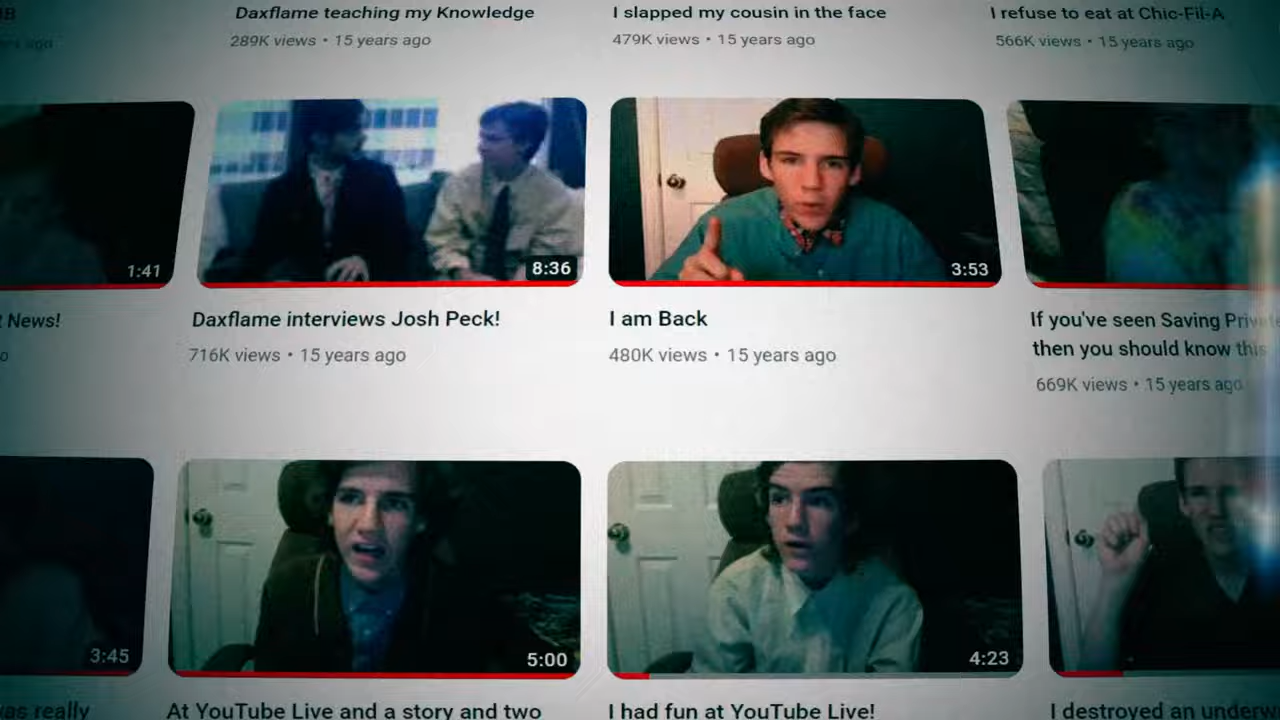 Daxflame teaching my Knowledge
I slapped my cousin in the face
I refuse to eat at Chic-Fil-A
ago
289K views • 15 years ago
479K views • 15 years ago
566K views • 15 years ago
1:41
8:36
3:53
News!
Daxflame interviews Josh Peck!
I am Back
If you've seen Saving
then you should know this
716K views • 15 years ago
480K views • 15 years ago
669K views • 15 years ago
3:45
5:00
4:23
was really
At YouTube Live and a story and two
I had fun at YouTube Live!
I destroyed an